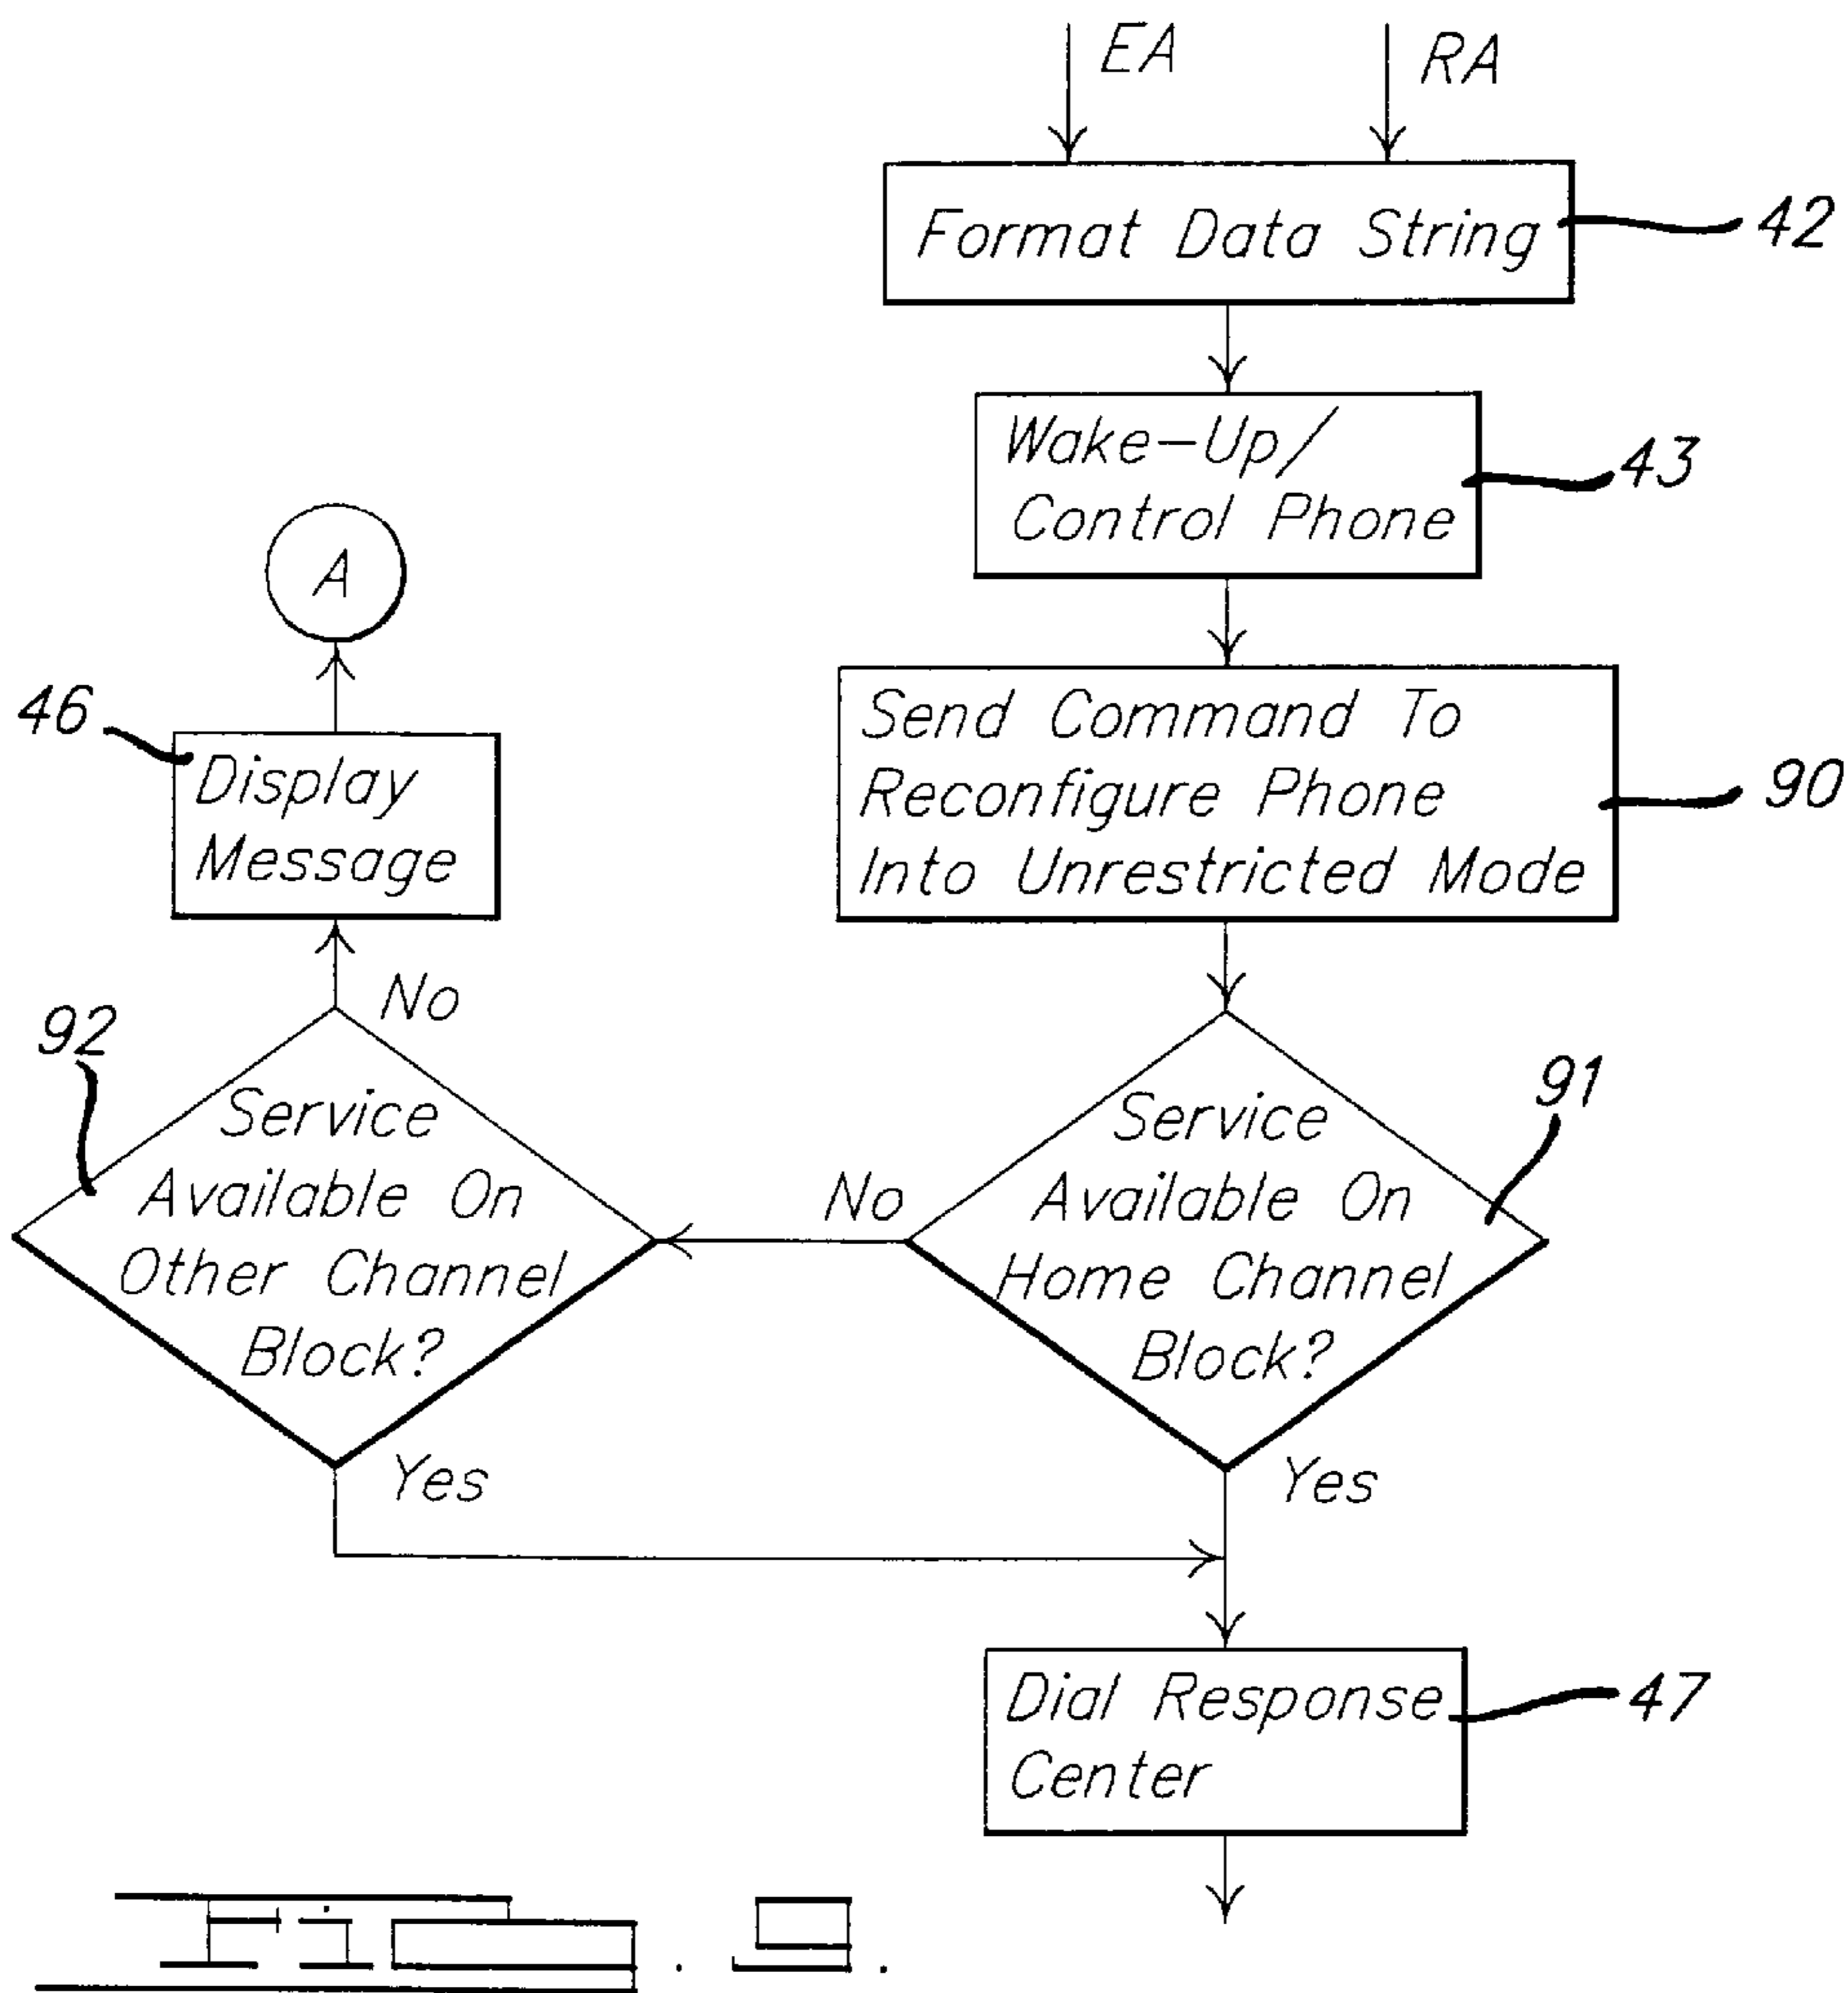 EA
RA
Format Data String
42
Wake-Up/
Control Phone
43
A
Send Command To
Reconfigure Phone
Into Unrestricted Mode
90
46
Display
Message
No
92
Service
Available On
Other Channel
Block?
No
Service
Available On
Home Channel
Block?
91
Yes
Yes
Dial Response
Center
47